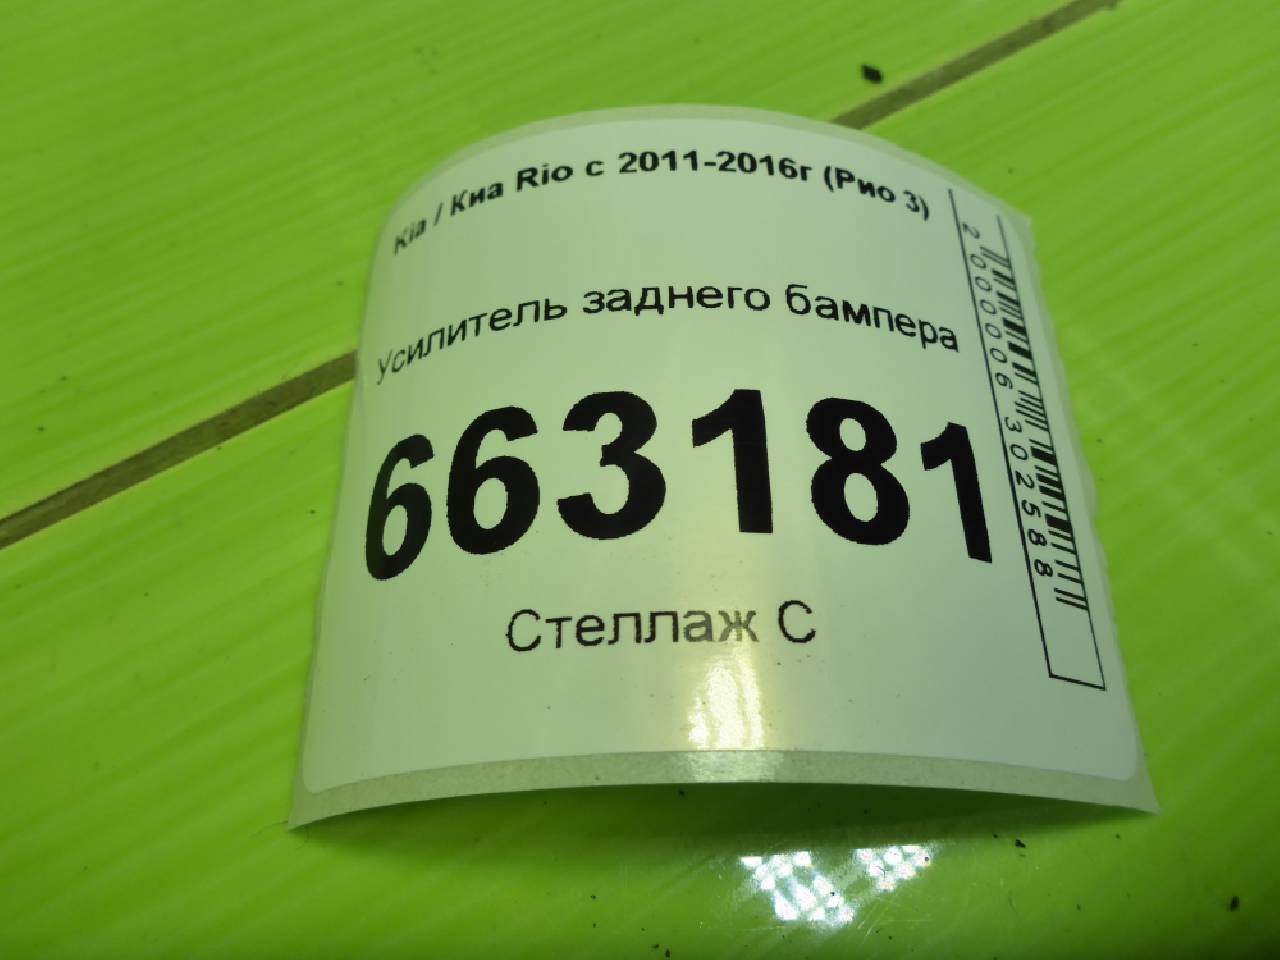 Kia / Киа Rio с 2011-2016г (Рио 3)
Усилитель заднего бампера
663181
Стеллаж С
2000006302588